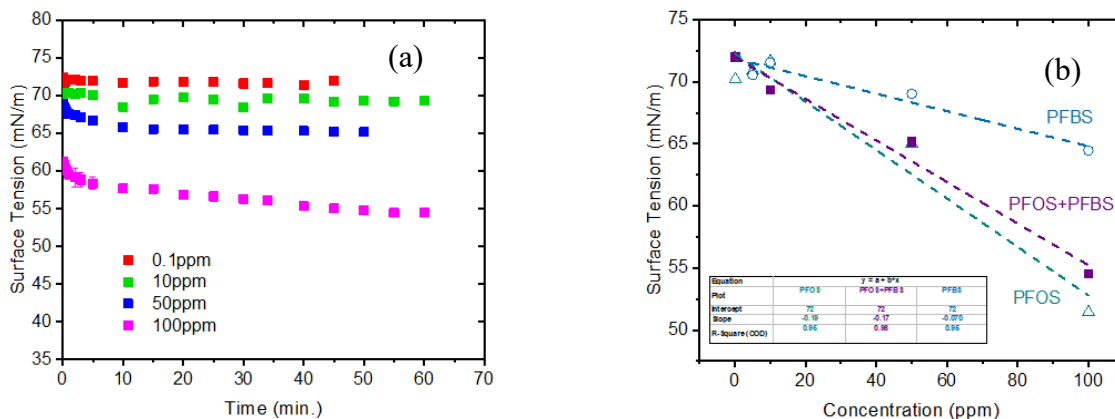 (a)
Surface Tension (mN/m)
80
75
70
65
60
55
50
45
40
35
0.1ppm
10ppm
50ppm
100ppm
0 10 20 30 40 50 60 70
Time (min.)
(b)
Surface Tension (mN/m)
75
70
65
60
55
50
PFBS
PFOS+PFBS
PFOS
Equation y = a + b*x
Plot PFOS PFOS+PFBS PFBS
Intercept 72 72 72
Slope -0.19 -0.17 -0.070
R-Square (COD) 0.95 0.98 0.95
0 20 40 60 80 100
Concentration (ppm)